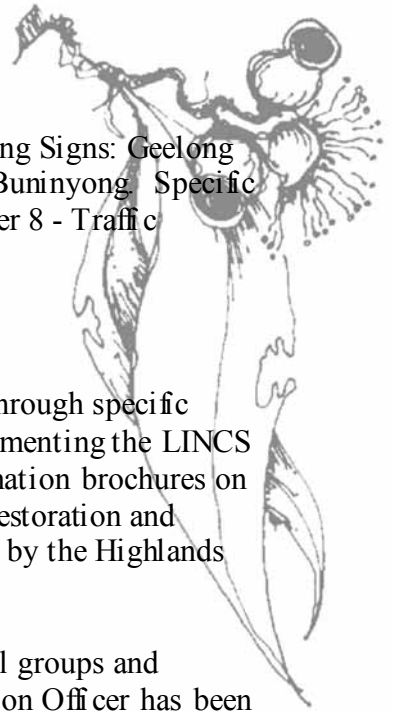 ng Signs: Geelong
Buninyong. Specific
er 8 - Traffic
hrough specific
menting the LINCS
nation brochures on
estoration and
by the Highlands
l groups and
on Officer has been